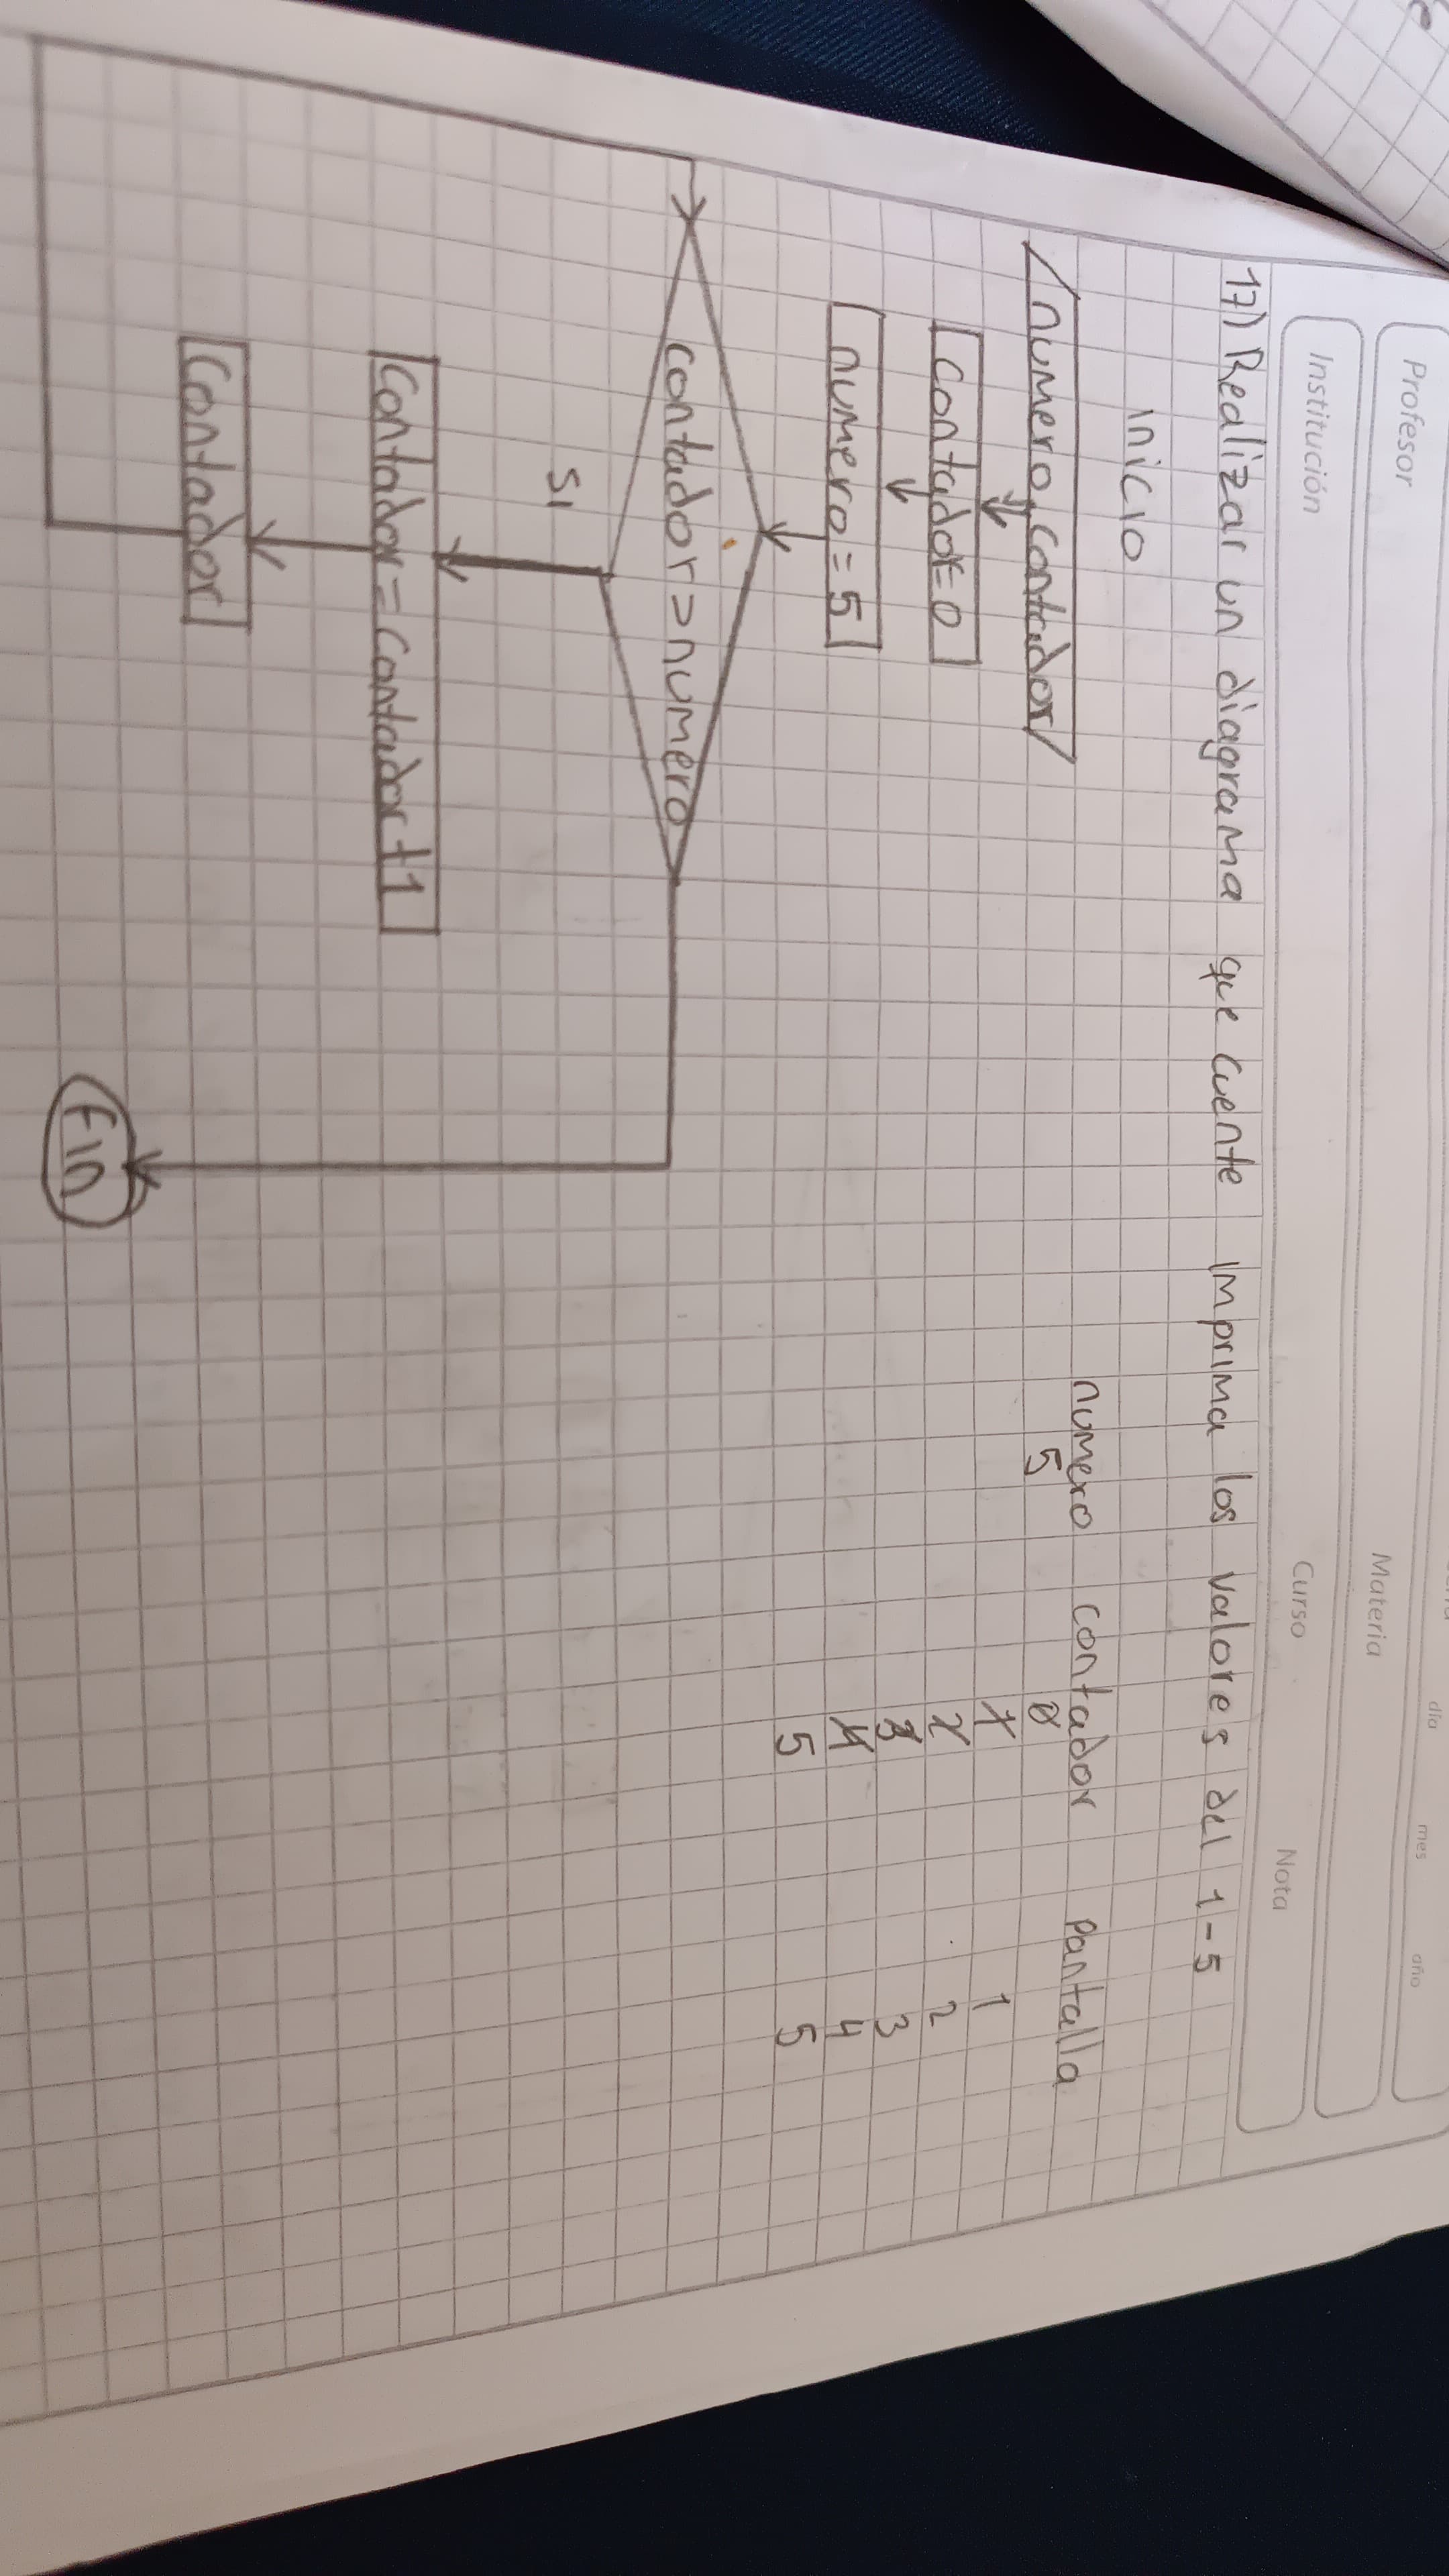 Profesor
día mes año
Materia
Institución
Curso
Nota
17) Realizar un diagrama que cuente imprima los valores del 1-5
inicio
numero, contador
contador=0
numero=5
contador>numero
Si
Contador=Contador+1
Contador
Fin
numero contador pantalla
5 0
1 1
2 2
3 3
4 4
5 5